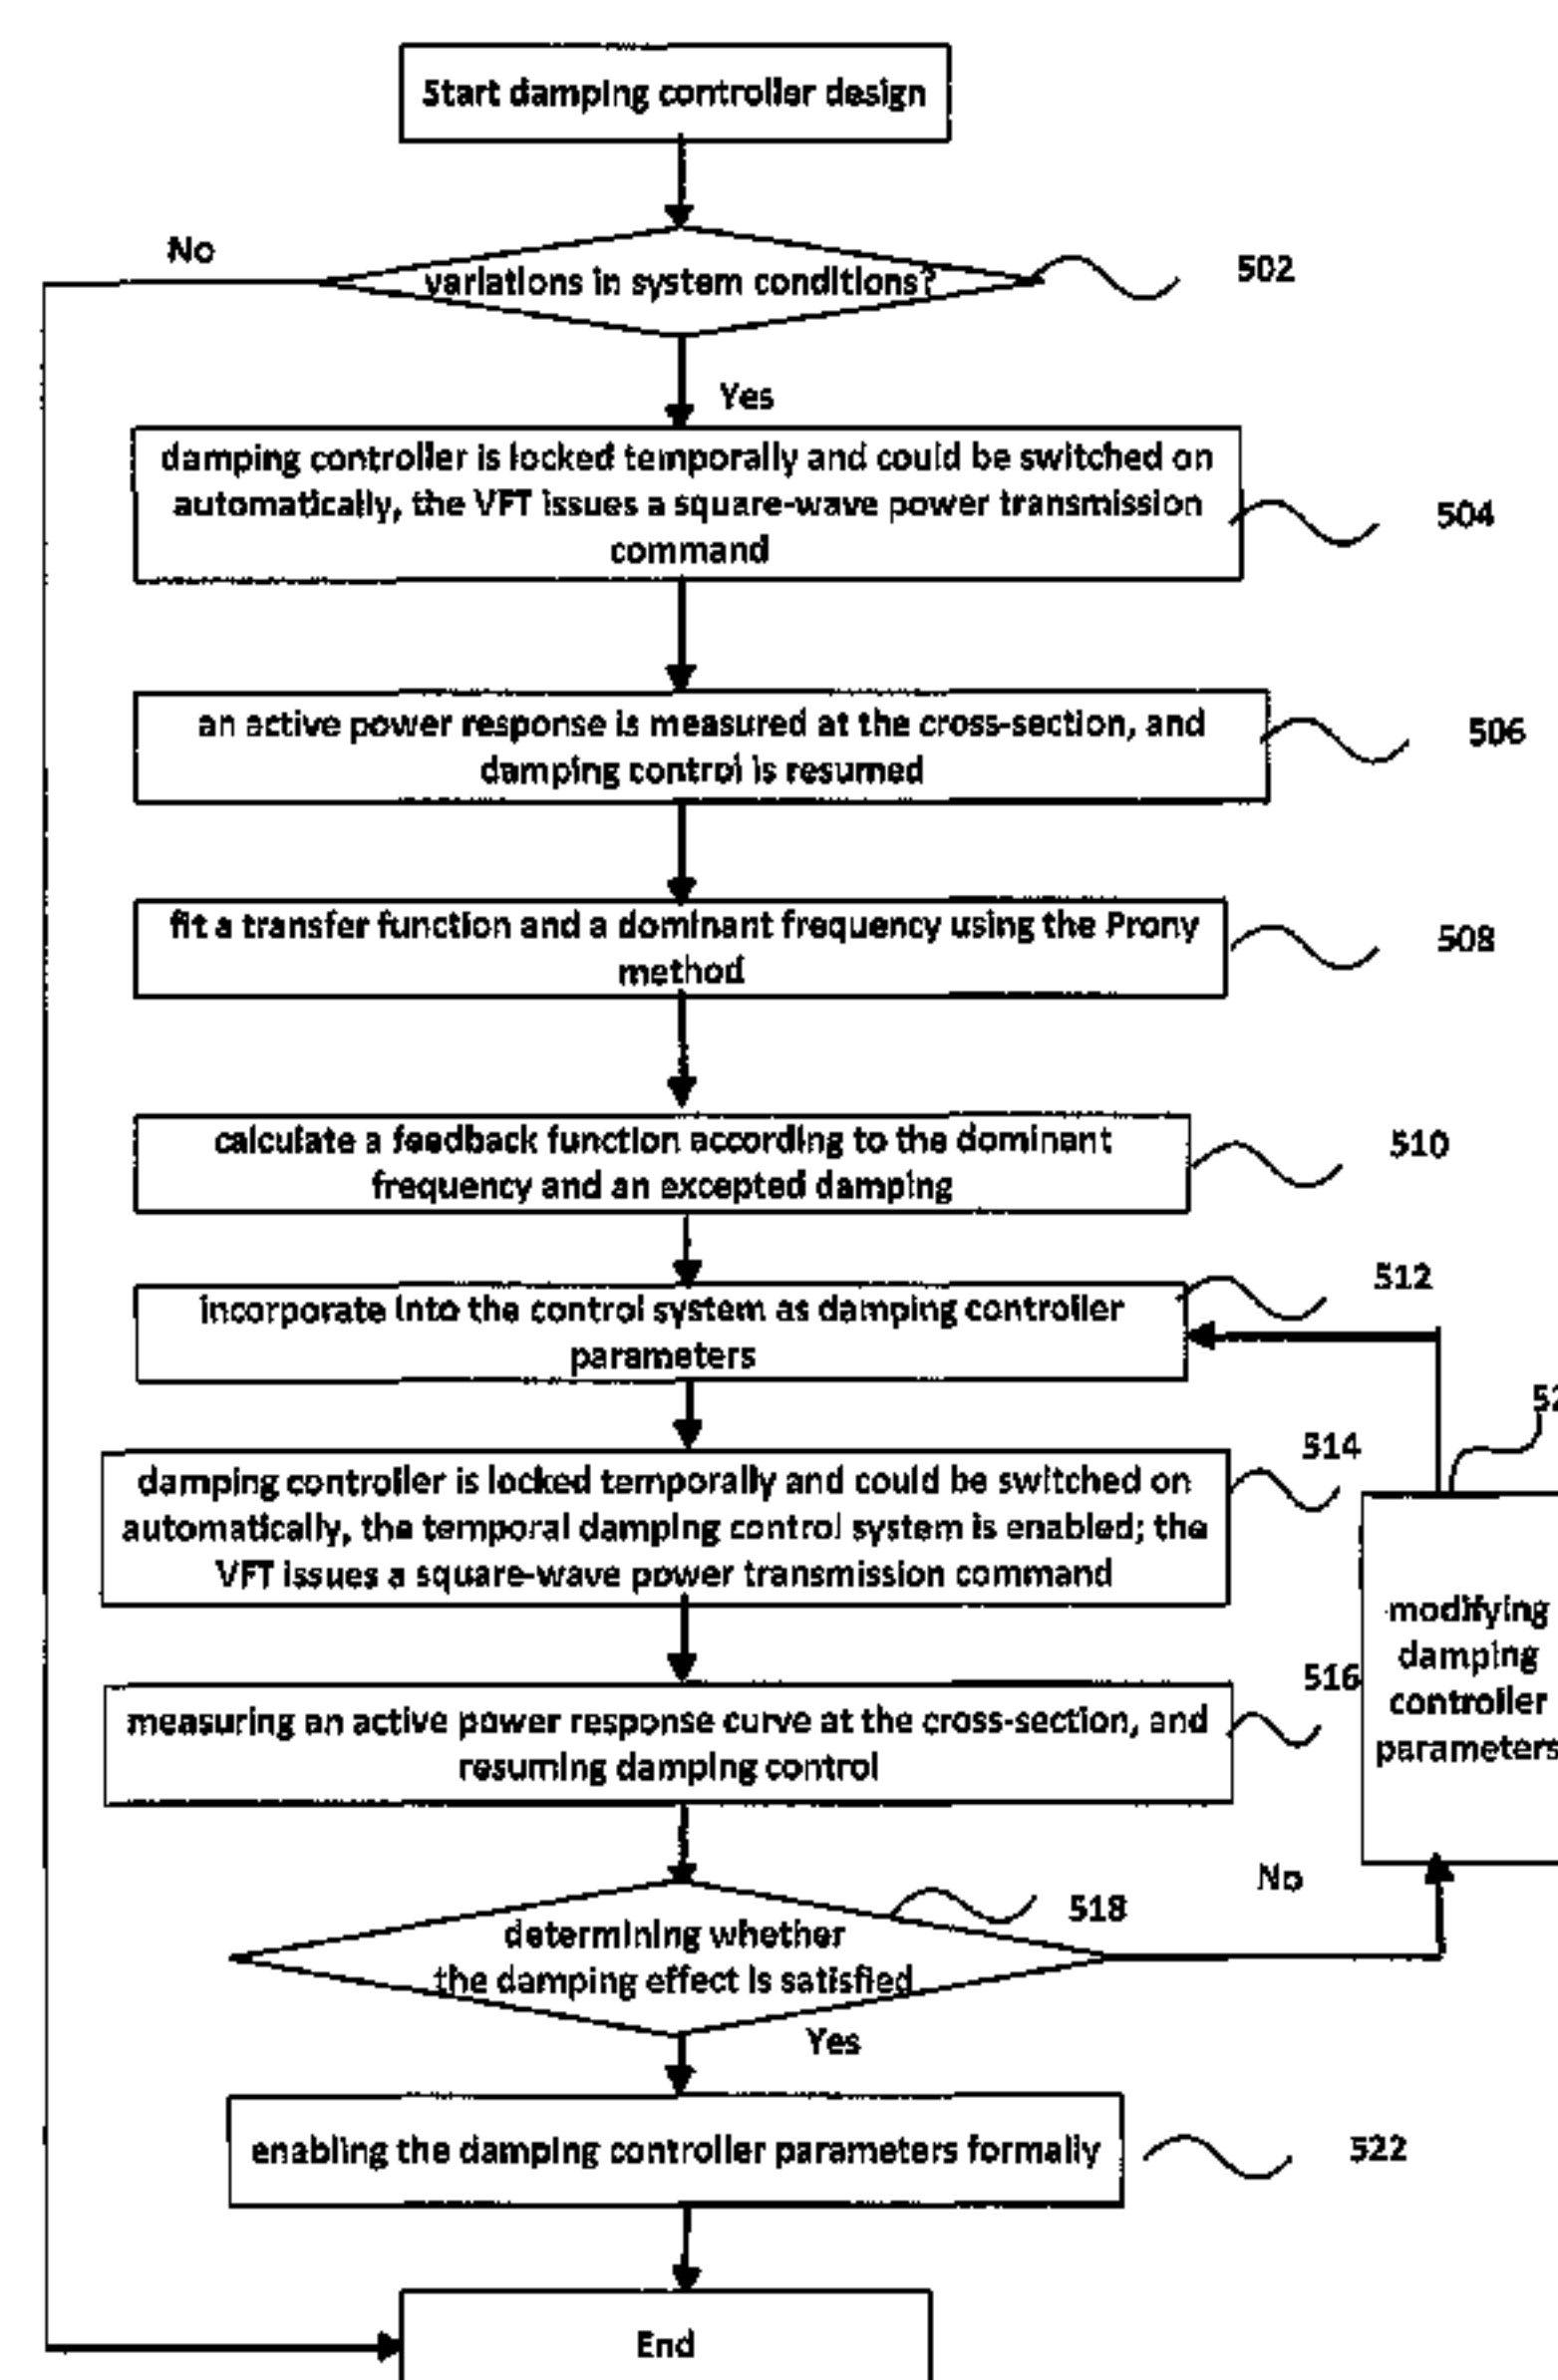 Start damping controller design
No
variations in system conditions?
502
Yes
damping controller is locked temporally and could be switched on
automatically, the VFT issues a square-wave power transmission
command
504
an active power response is measured at the cross-section, and
damping control is resumed
506
fit a transfer function and a dominant frequency using the Prony
method
508
calculate a feedback function according to the dominant
frequency and an excepted damping
510
incorporate into the control system as damping controller
parameters
512
damping controller is locked temporally and could be switched on
automatically, the temporal damping control system is enabled; the
VFT issues a square-wave power transmission command
514
modifying
damping
controller
parameters
measuring an active power response curve at the cross-section, and
resuming damping control
516
No
determining whether
the damping effect is satisfied
518
Yes
enabling the damping controller parameters formally
522
End